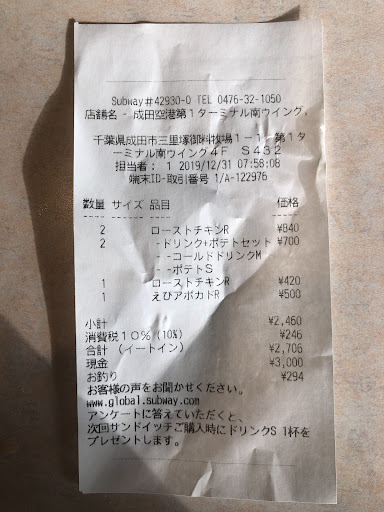 Subway#42930-0 TEL 0476-32-1050
店舗名 - 成田空港第1ターミナル南ウイング.
千葉県成田市三里塚御料牧場1-1- 第1タ
ーミナル南ウイング4F S432
担当者: 1 2019/12/31 07:58:08
端末ID-取引番号 1/A-122976
数量 サイズ 品目 価格
2 ローストチキンR ¥840
2 -ドリンク+ポテトセット ¥700
- -コールドドリンクM
- -ポテトS
1 ローストチキンR ¥420
1 えびアボカドR ¥500
小計 ¥2,460
消費税10%(10%) ¥246
合計 (イートイン) ¥2,706
現金 ¥3,000
お釣り ¥294
お客様の声をお聞かせください。
www.global.subway.com
アンケートに答えていただくと、
次回サンドイッチご購入時にドリンクS 1杯を
プレゼントします。